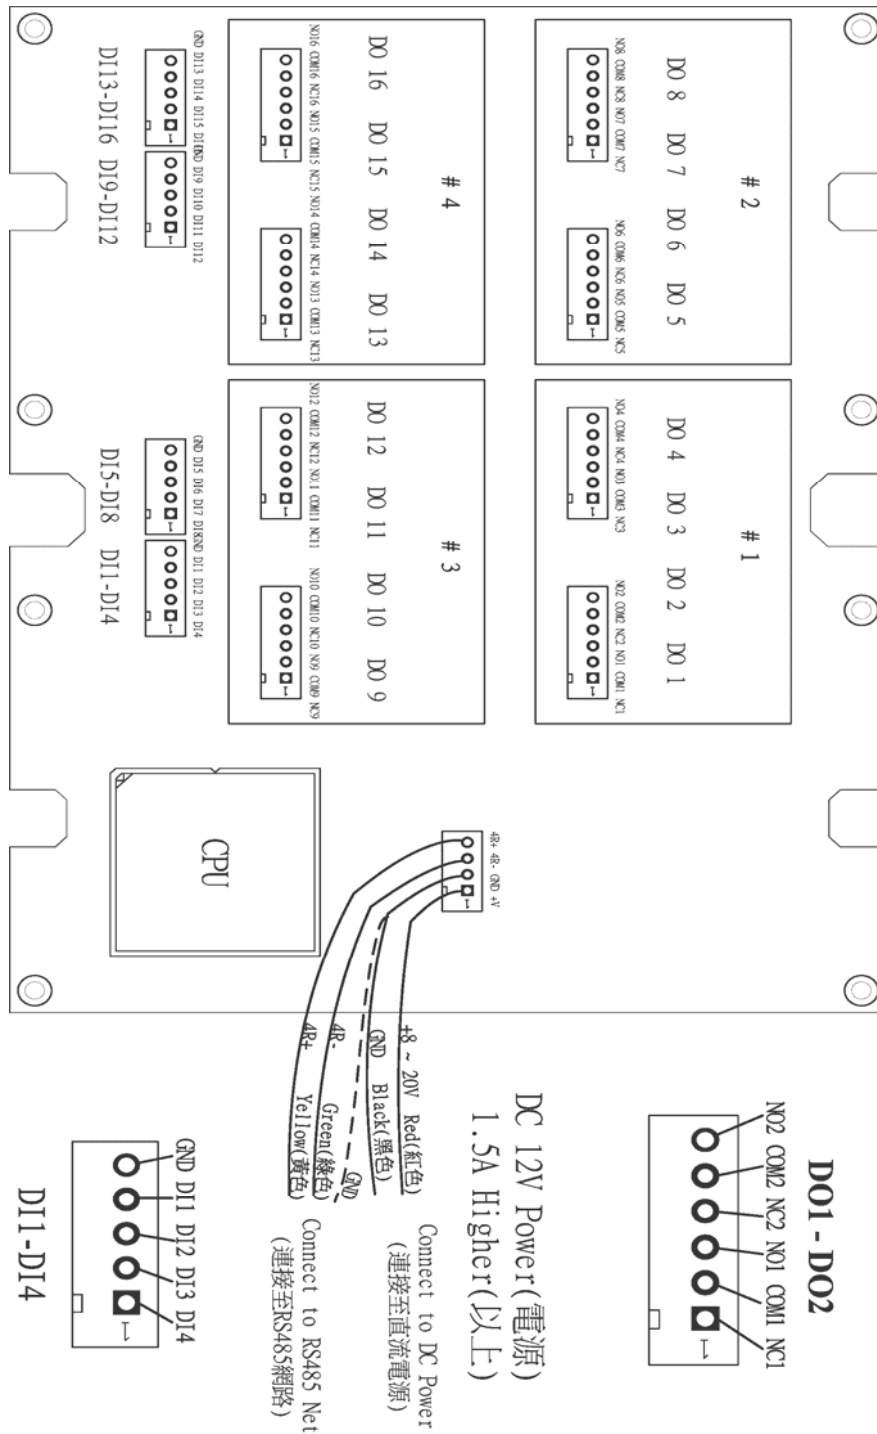 # 2
DO 8 DO 7 DO 6 DO 5
NO8 COM8 NC8 NO7 COM7 NC7
NO6 COM6 NC6 NO5 COM5 NC5
# 1
DO 4 DO 3 DO 2 DO 1
NO4 COM4 NC4 NO3 COM3 NC3
NO2 COM2 NC2 NO1 COM1 NC1
# 4
DO 16 DO 15 DO 14 DO 13
NO16 COM16 NC16 NO15 COM15 NC15 NO14 COM14 NC14 NO13 COM13 NC13
# 3
DO 12 DO 11 DO 10 DO 9
NO12 COM12 NC12 NO11 COM11 NC11
NO10 COM10 NC10 NO9 COM9 NC9
GND DI13 DI14 DI15
GND DI9 DI10 DI11 DI12
DI13-DI16 DI9-DI12
GND DI5 DI6 DI7 DI8
GND DI1 DI2 DI3 DI4
DI5-DI8 DI1-DI4
CPU
4R+ 4R- GND +V
DO1 - DO2
NO2 COM2 NC2 NO1 COM1 NC1
DC 12V Power(電源)
1.5A Higher(以上)
+8 ~ 20V Red(紅色)
GND Black(黑色)
Connect to DC Power
(連接至直流電源)
GND
4R- Green(綠色)
4R+ Yellow(黃色)
Connect to RS485 Net
(連接至RS485網路)
GND DI1 DI2 DI3 DI4
DI1-DI4